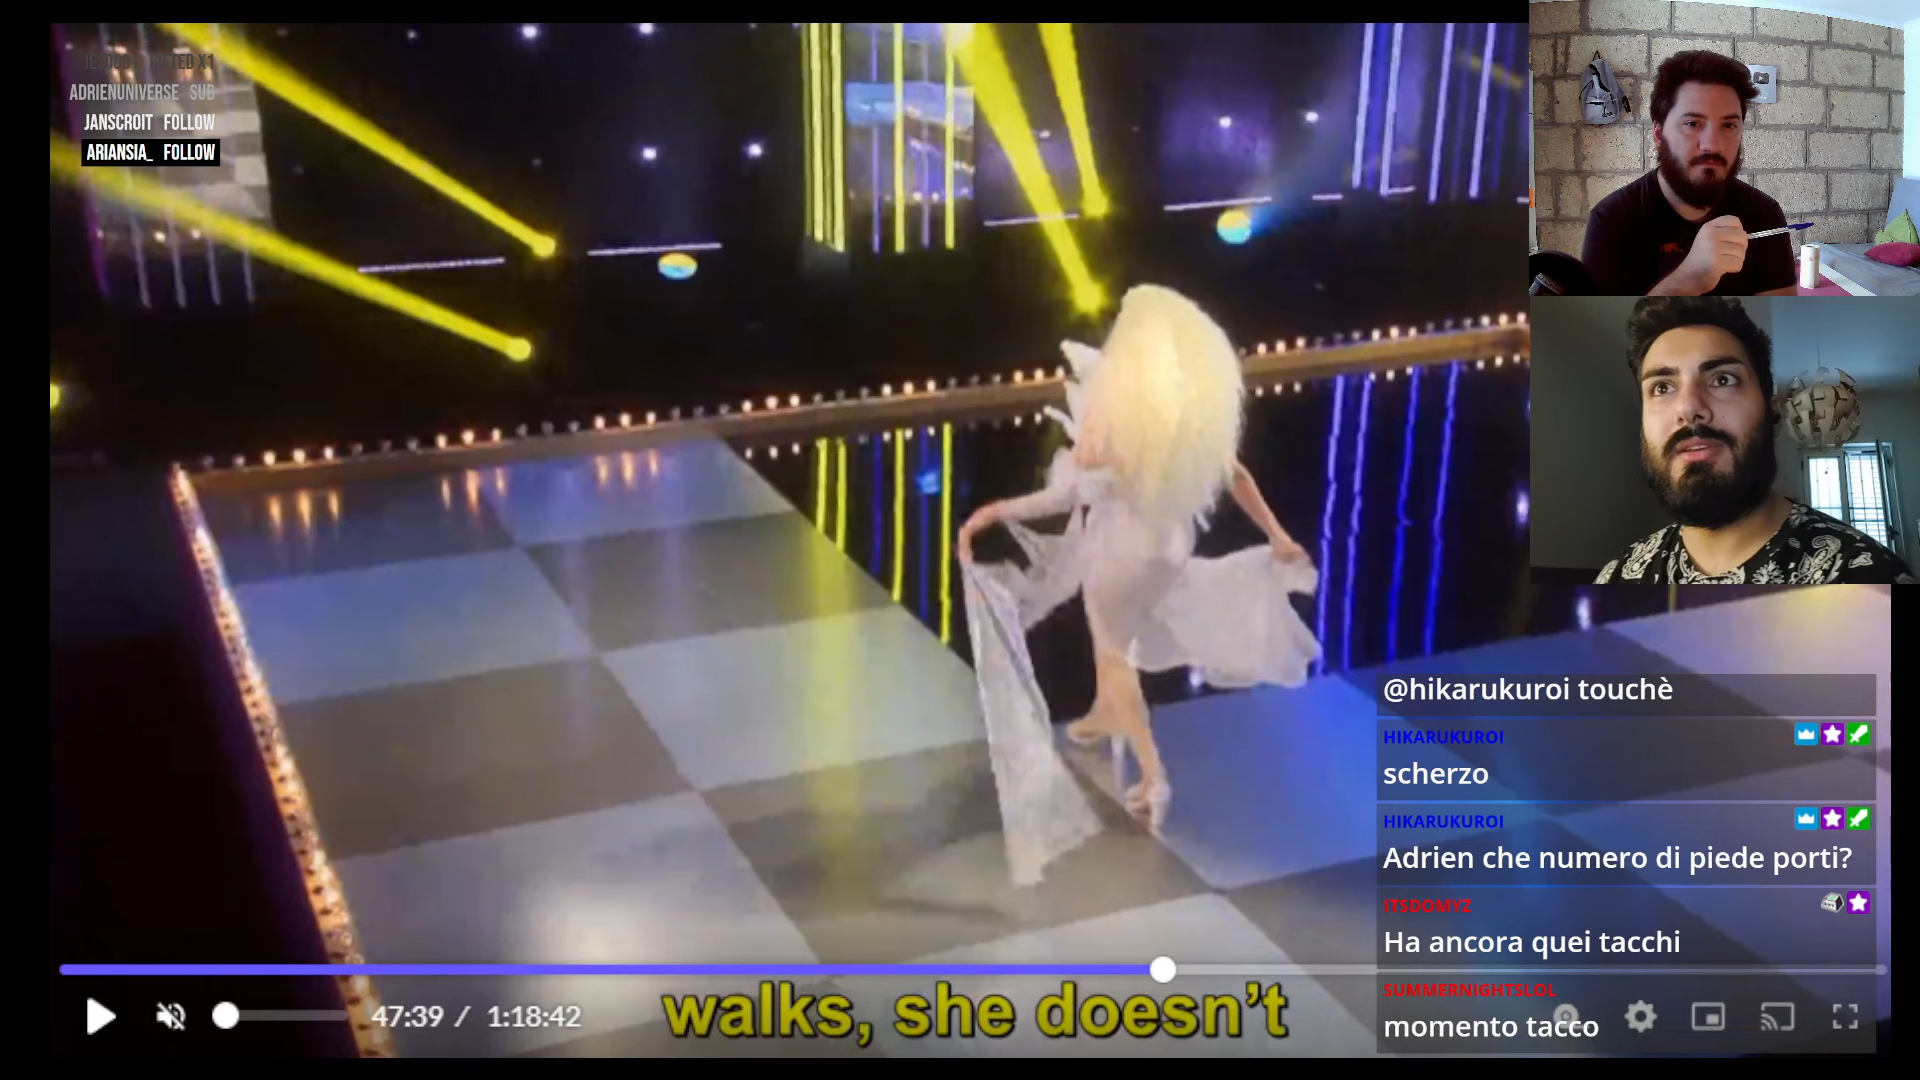 ADRIENUNIVERSE SUB
JANSCROIT FOLLOW
ARIANSIA_ FOLLOW
@hikarukuroi touchè
HIKARUKUROI
scherzo
HIKARUKUROI
Adrien che numero di piede porti?
ITSDOMYZ
Ha ancora quei tacchi
SUMMERNIGHTSLOL
momento tacco
47:39 / 1:18:42
walks, she doesn't